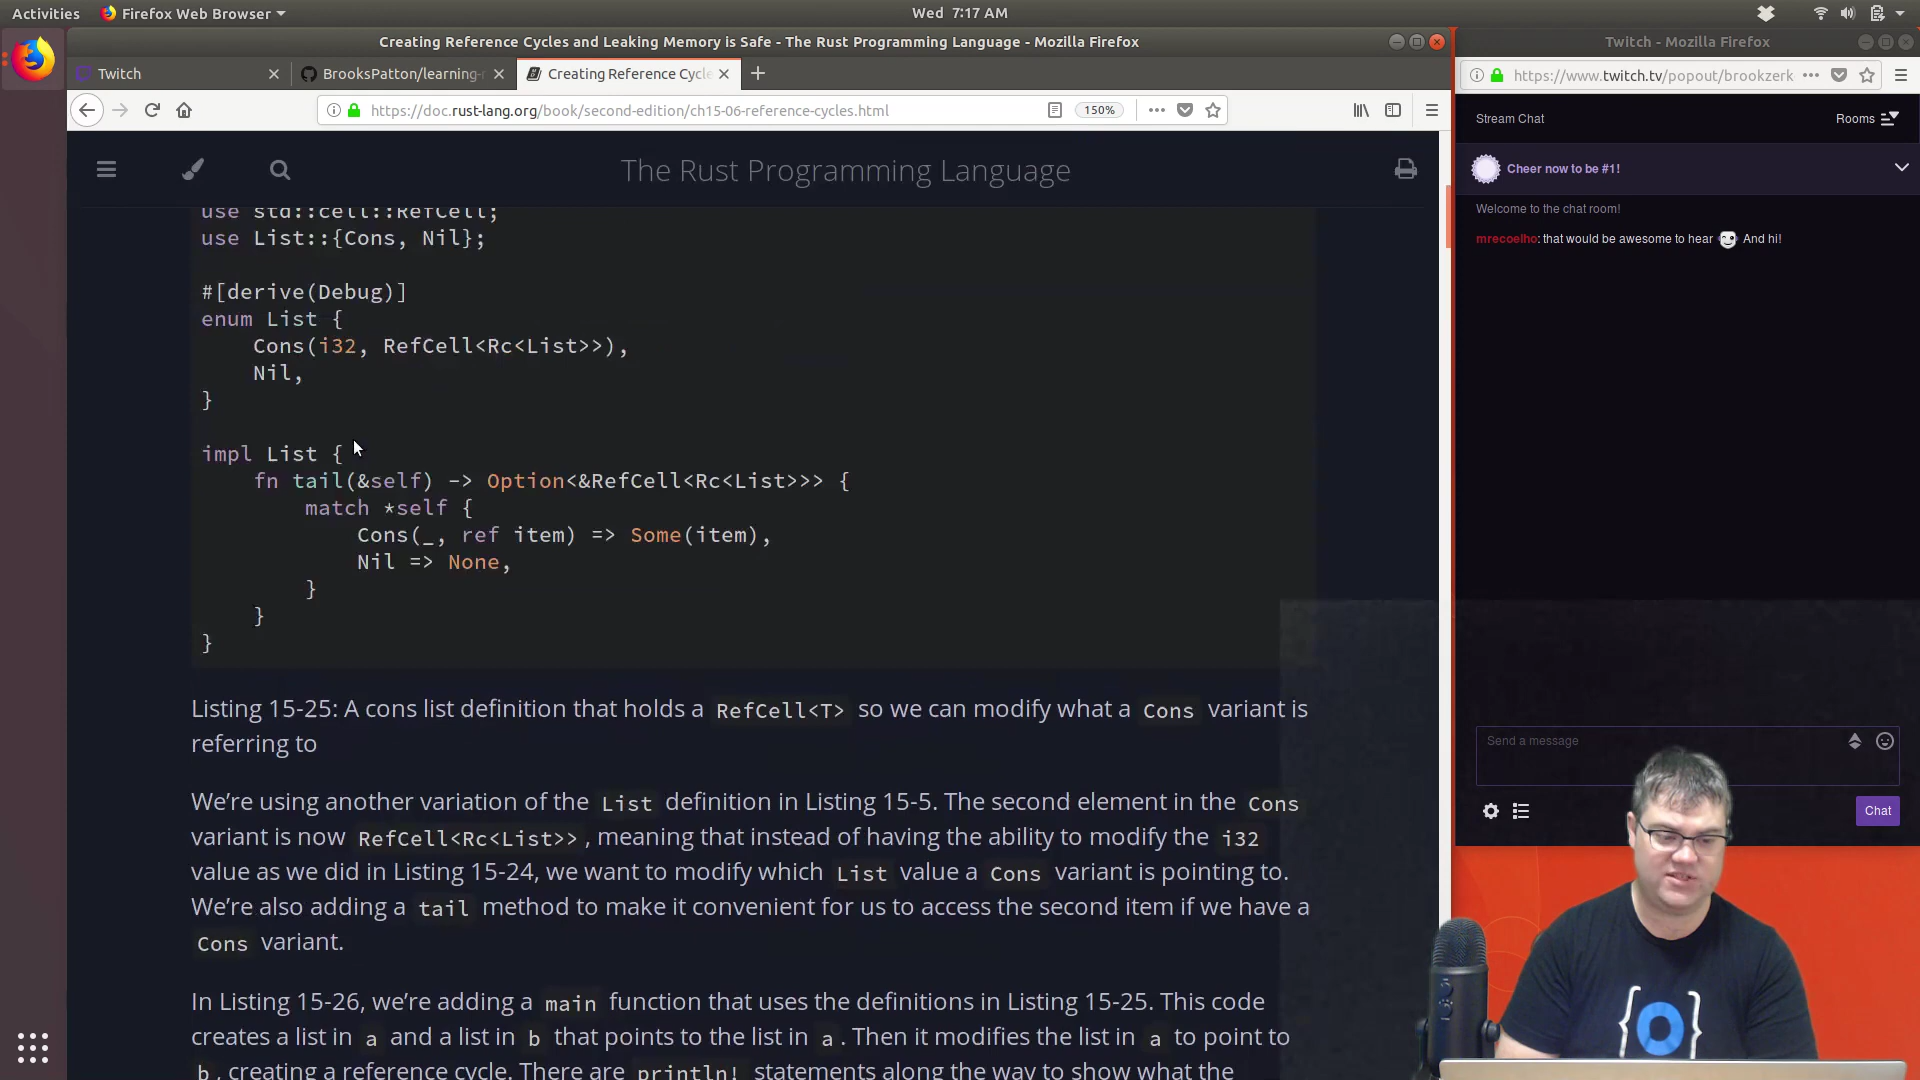 Activities
Firefox Web Browser
Wed 7:17 AM
Creating Reference Cycles and Leaking Memory is Safe - The Rust Programming Language - Mozilla Firefox
Twitch
BrooksPatton/learning-
Creating Reference Cycl
https://doc.rust-lang.org/book/second-edition/ch15-06-reference-cycles.html
150%
The Rust Programming Language
use std::cell::RefCell;
use List::{Cons, Nil};
#[derive(Debug)]
enum List {
Cons(i32, RefCell<Rc<List>>),
Nil,
}
impl List {
fn tail(&self) -> Option<&RefCell<Rc<List>>> {
match *self {
Cons(_, ref item) => Some(item),
Nil => None,
}
}
}
Listing 15-25: A cons list definition that holds a RefCell<T> so we can modify what a Cons variant is
referring to
We’re using another variation of the List definition in Listing 15-5. The second element in the Cons
variant is now RefCell<Rc<List>>, meaning that instead of having the ability to modify the i32
value as we did in Listing 15-24, we want to modify which List value a Cons variant is pointing to.
We’re also adding a tail method to make it convenient for us to access the second item if we have a
Cons variant.
In Listing 15-26, we’re adding a main function that uses the definitions in Listing 15-25. This code
creates a list in a and a list in b that points to the list in a. Then it modifies the list in a to point to
b, creating a reference cycle. There are println! statements along the way to show what the
Twitch - Mozilla Firefox
https://www.twitch.tv/popout/brookzerk
Stream Chat
Rooms
Cheer now to be #1!
Welcome to the chat room!
mrecoelho: that would be awesome to hear And hi!
Send a message
Chat